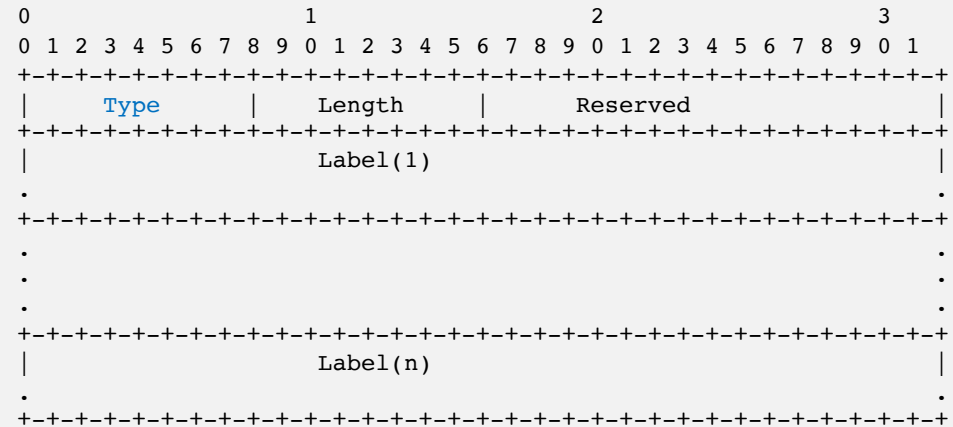 0                   1                   2                   3
0 1 2 3 4 5 6 7 8 9 0 1 2 3 4 5 6 7 8 9 0 1 2 3 4 5 6 7 8 9 0 1
+-+-+-+-+-+-+-+-+-+-+-+-+-+-+-+-+-+-+-+-+-+-+-+-+-+-+-+-+-+-+-+-+
|     Type      |    Length     |      Reserved                 |
+-+-+-+-+-+-+-+-+-+-+-+-+-+-+-+-+-+-+-+-+-+-+-+-+-+-+-+-+-+-+-+-+
|                    Label(1)                                   |
.                                                               .
+-+-+-+-+-+-+-+-+-+-+-+-+-+-+-+-+-+-+-+-+-+-+-+-+-+-+-+-+-+-+-+-+
.                                                               .
.                                                               .
.                                                               .
+-+-+-+-+-+-+-+-+-+-+-+-+-+-+-+-+-+-+-+-+-+-+-+-+-+-+-+-+-+-+-+-+
|                    Label(n)                                   |
.                                                               .
+-+-+-+-+-+-+-+-+-+-+-+-+-+-+-+-+-+-+-+-+-+-+-+-+-+-+-+-+-+-+-+-+